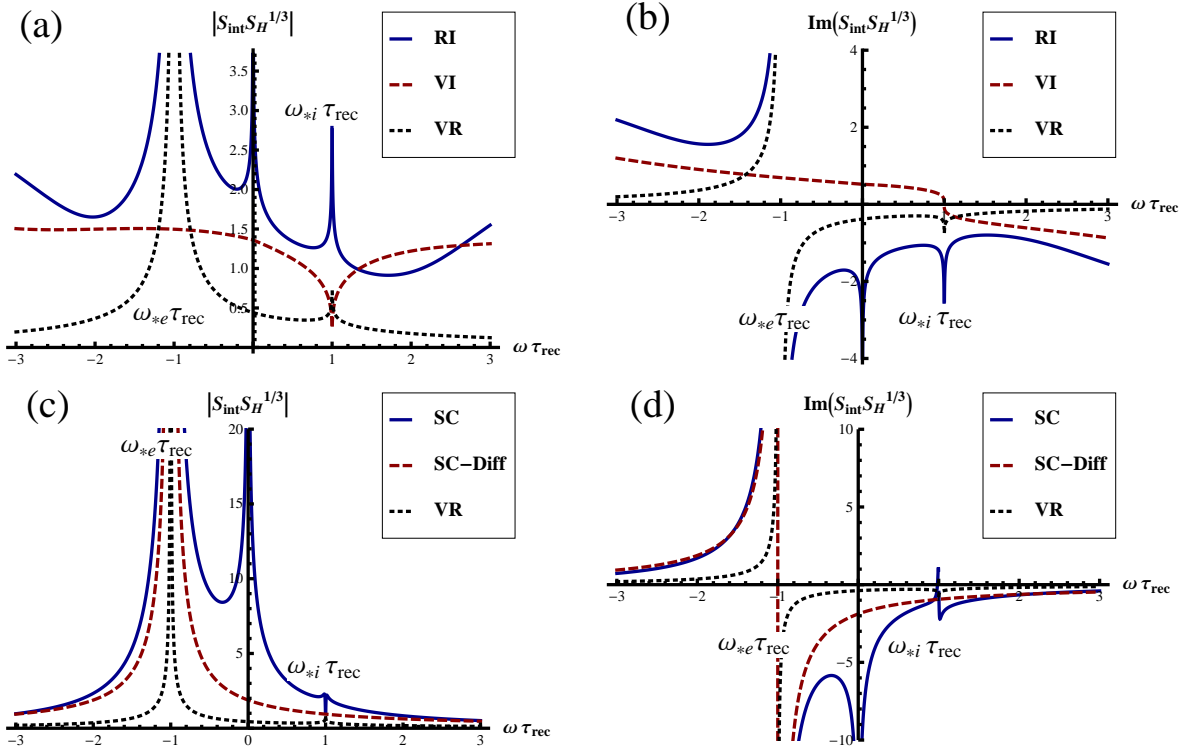 (a)
|S_int S_H^{1/3}|
RI
VI
VR
3.5
3.0
2.5
2.0
1.5
1.0
0.5
ω_{*i} τ_rec
ω_{*e} τ_rec
−3 −2 −1 0 1 2 3
ω τ_rec
(b)
Im(S_int S_H^{1/3})
RI
VI
VR
4
2
−2
−4
−3 −2 −1 0 1 2 3
ω τ_rec
ω_{*e} τ_rec
ω_{*i} τ_rec
(c)
|S_int S_H^{1/3}|
SC
SC−Diff
VR
20
15
10
5
ω_{*e} τ_rec
ω_{*i} τ_rec
−3 −2 −1 0 1 2 3
ω τ_rec
(d)
Im(S_int S_H^{1/3})
SC
SC−Diff
VR
10
5
−5
−10
−3 −2 −1 0 1 2 3
ω τ_rec
ω_{*e} τ_rec
ω_{*i} τ_rec